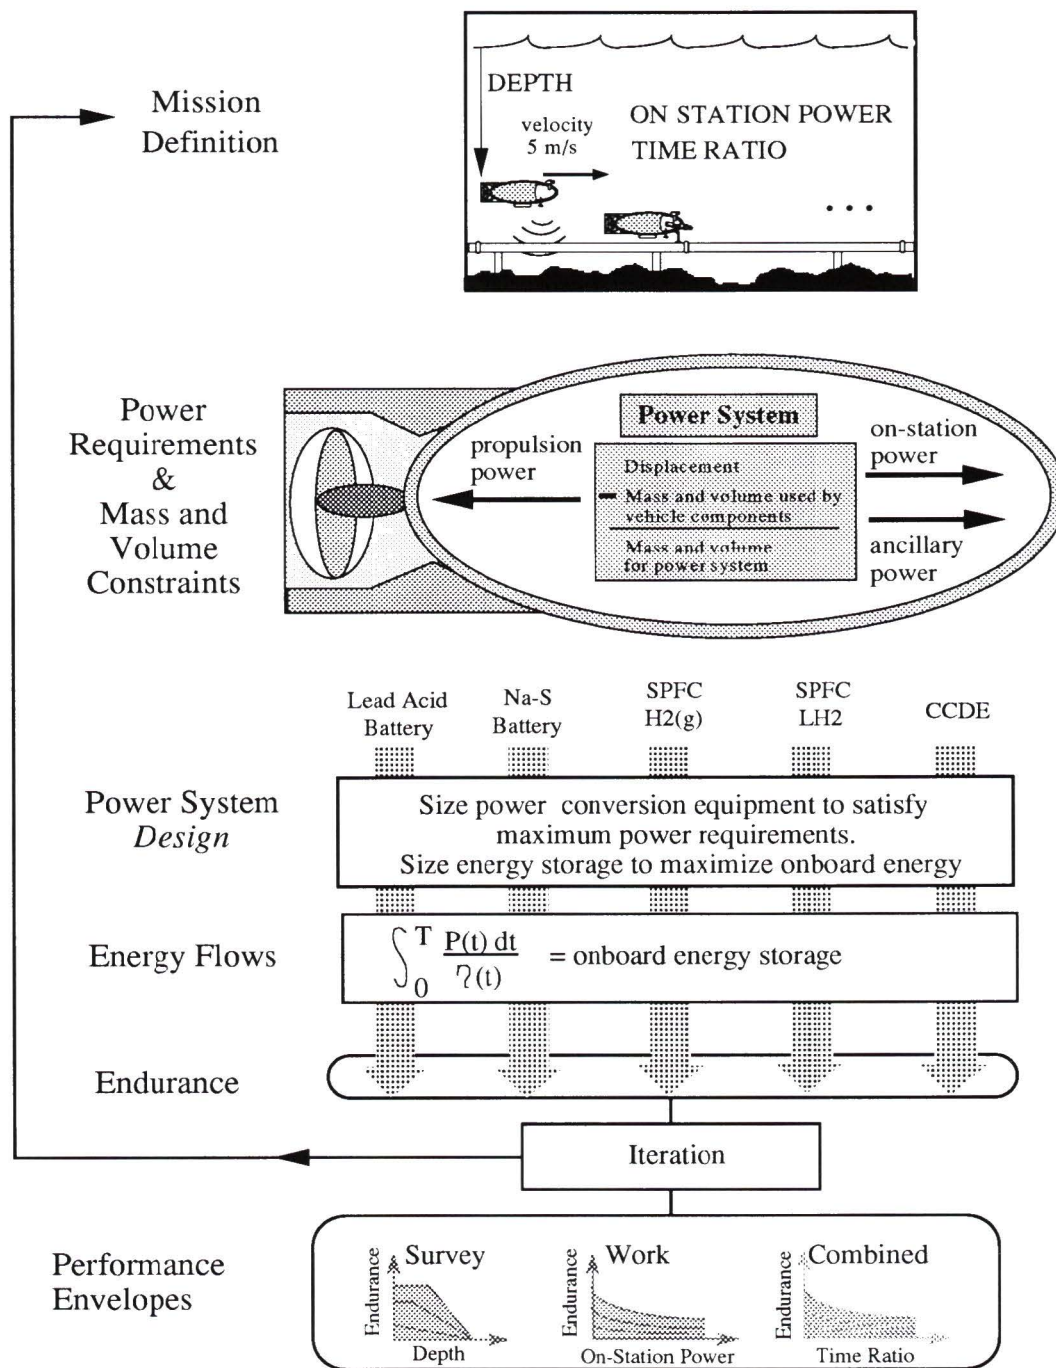 Mission
Definition
DEPTH
velocity
5 m/s
ON STATION POWER
TIME RATIO
. . .
Power
Requirements
&
Mass and
Volume
Constraints
propulsion
power
Power System
Displacement
Mass and volume used by
vehicle components
Mass and volume
for power system
on-station
power
ancillary
power
Lead Acid
Battery
Na-S
Battery
SPFC
H2(g)
SPFC
LH2
CCDE
Power System
Design
Size power conversion equipment to satisfy
maximum power requirements.
Size energy storage to maximize onboard energy
Energy Flows
∫₀ᵀ P(t) dt / η(t) = onboard energy storage
Endurance
Iteration
Performance
Envelopes
Survey
Endurance
Depth
Work
Endurance
On-Station Power
Combined
Endurance
Time Ratio